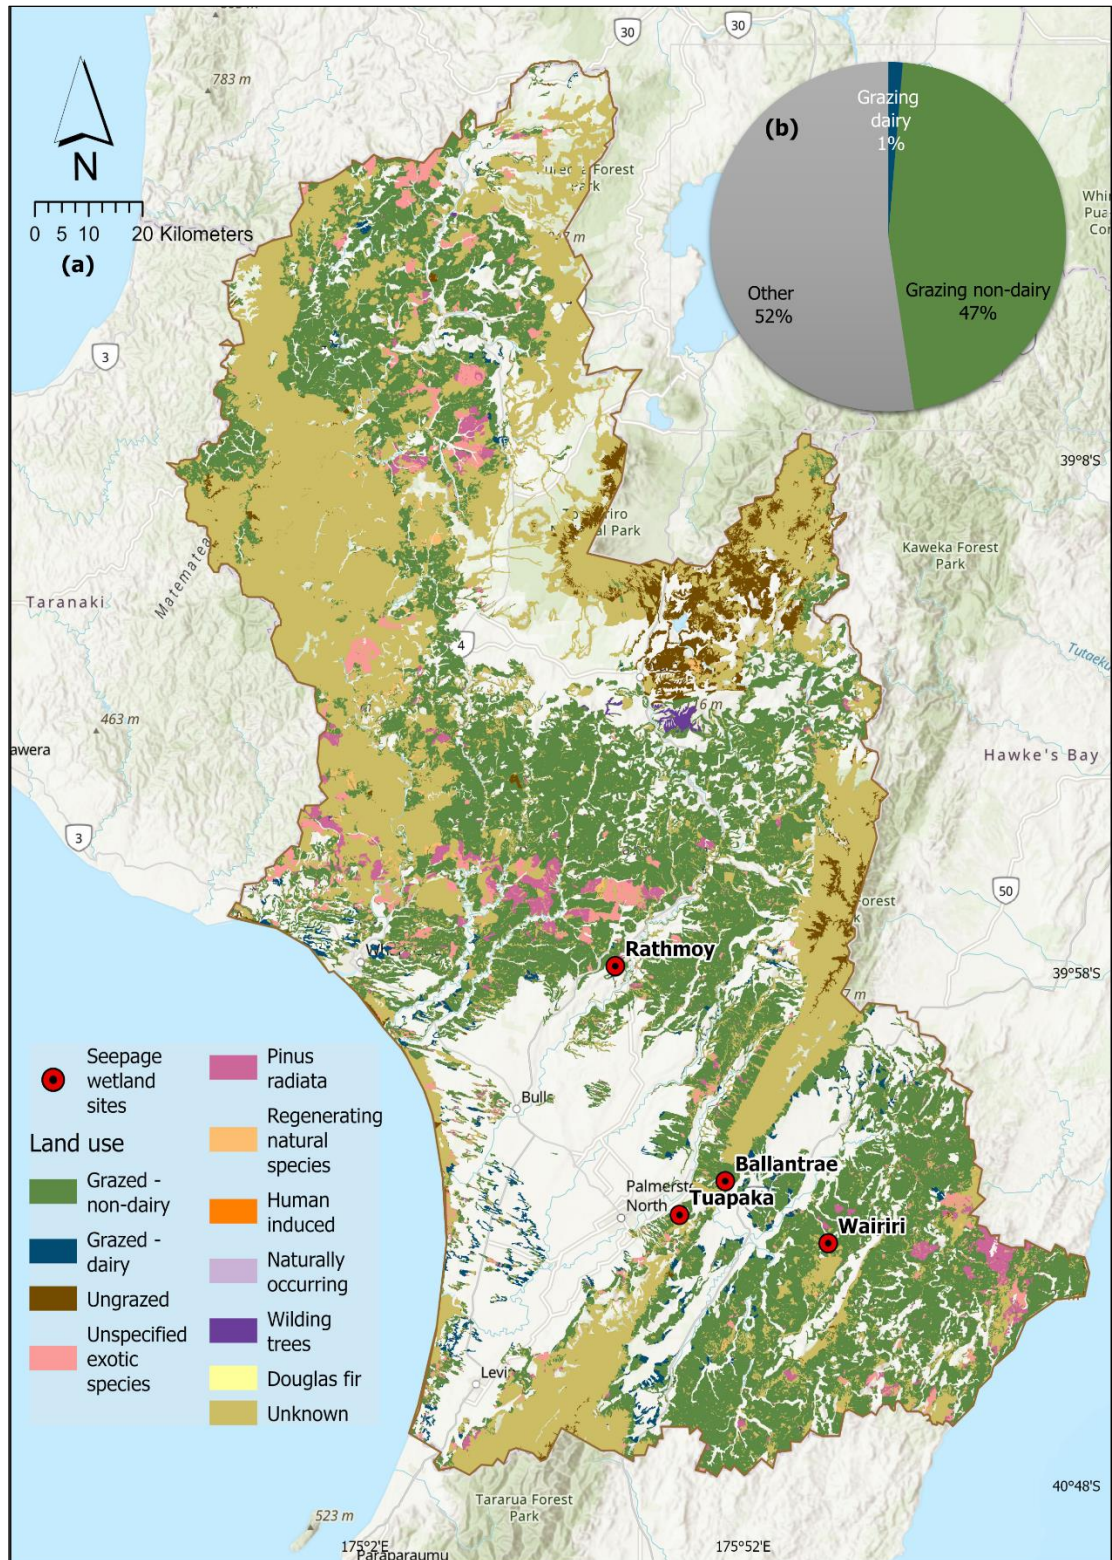 30
30
783 m
N
0 5 10 20 Kilometers
(a)
(b)
Grazing
dairy
1%
Other
52%
Grazing non-dairy
47%
Forest
3
39°8'S
Kaweka Forest
Park
Taranaki
Matematea
4
463 m
Hawke's Bay
3
50
Rathmoy
39°58'S
Bulls
Ballantrae
Tuapaka
North
Wairiri
Seepage
wetland
sites
Land use
Grazed -
non-dairy
Grazed -
dairy
Ungrazed
Unspecified
exotic
species
Pinus
radiata
Regenerating
natural
species
Human
induced
Naturally
occurring
Wilding
trees
Douglas fir
Unknown
40°48'S
Tararua Forest
Park
523 m
175°2'E
175°52'E
Paraparaumu